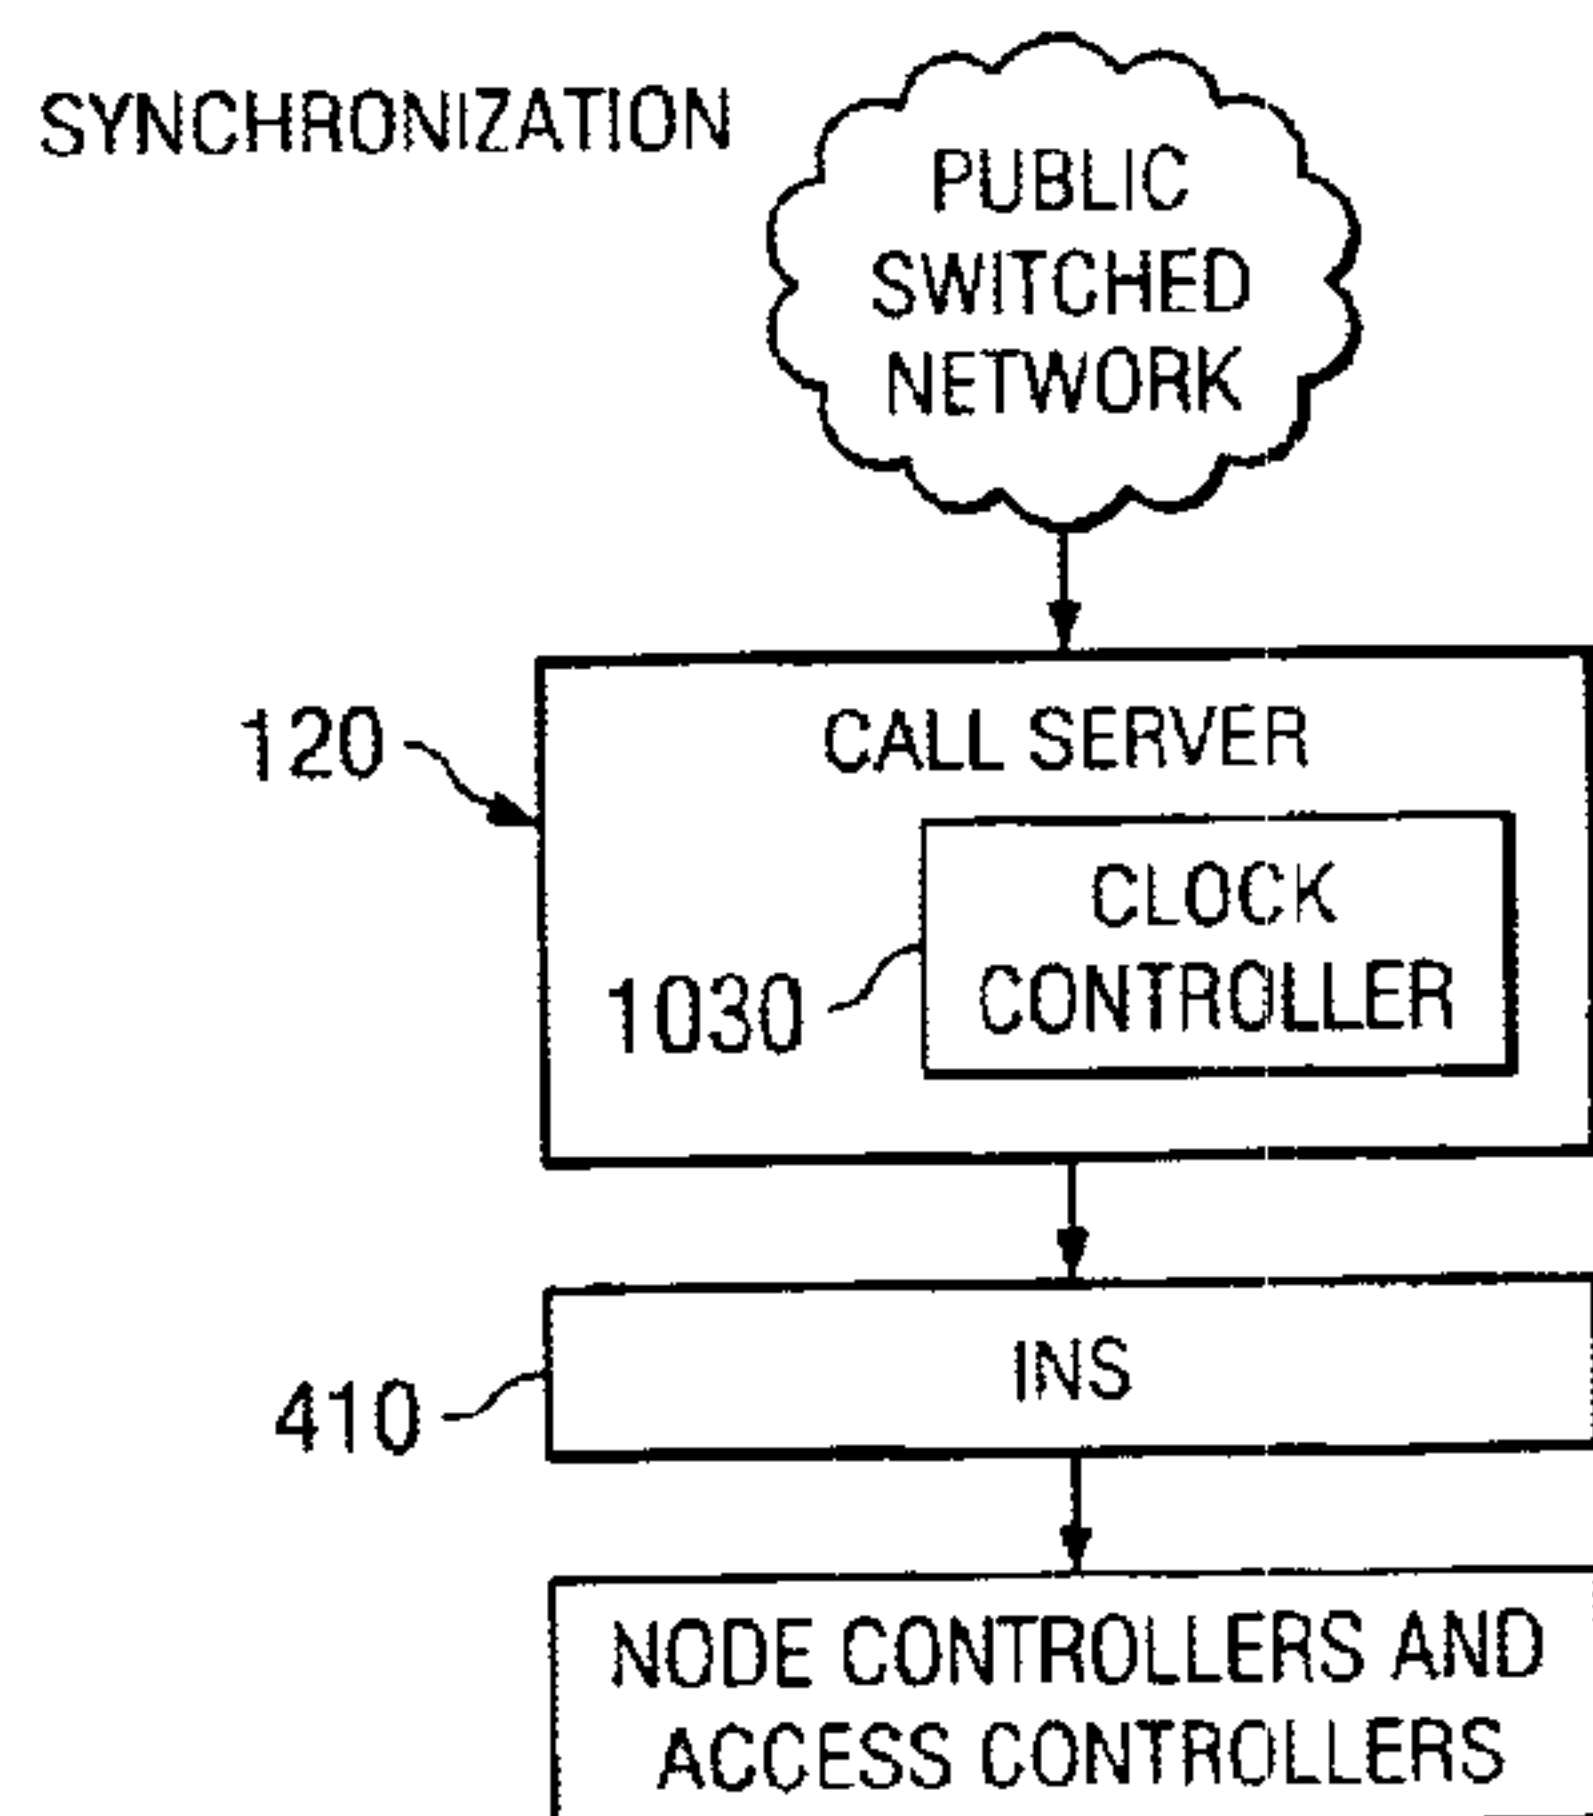 SYNCHRONIZATION
PUBLIC
SWITCHED
NETWORK
120
CALL SERVER
CLOCK
CONTROLLER
1030
INS
410
NODE CONTROLLERS AND
ACCESS CONTROLLERS